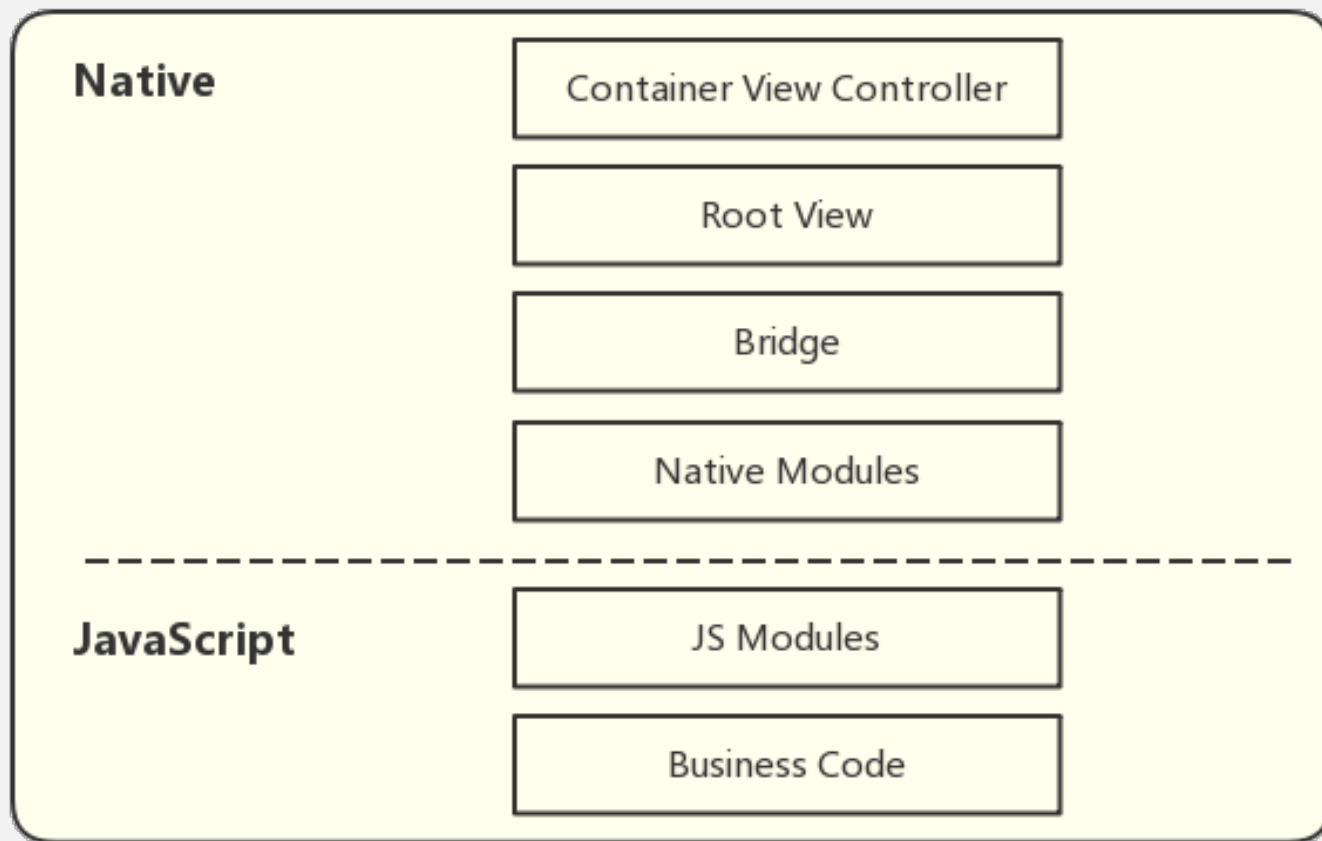 Native
Container View Controller
Root View
Bridge
Native Modules
JavaScript
JS Modules
Business Code